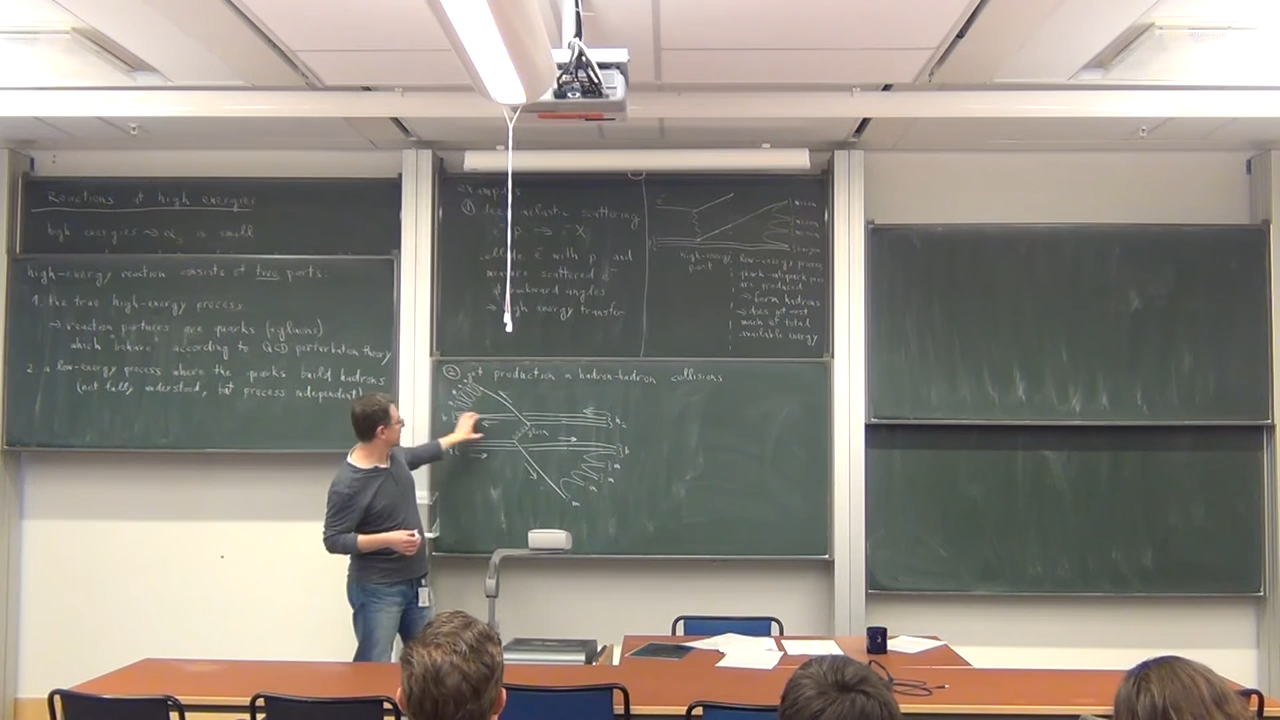 Reactions at high energies
high energies ~> αs is small
high-energy reaction consists of two parts:
1. the true high-energy process
→ reaction partners are quarks (+gluons)
which "behave" according to QCD perturbation theory
2. a low-energy process where the quarks build hadrons
(not fully understood, but process independent)
examples
① deep inelastic scattering
e⁻ p → e⁻ X
collide e⁻ with p and
measure scattered e⁻
at backward angles
→ high energy transfer
e⁻
high-energy
part
low-energy process
quark-antiquark pairs
are produced
→ form hadrons
→ does not cost
much of total
available energy
② jet production in hadron-hadron collisions
gluon
h₂